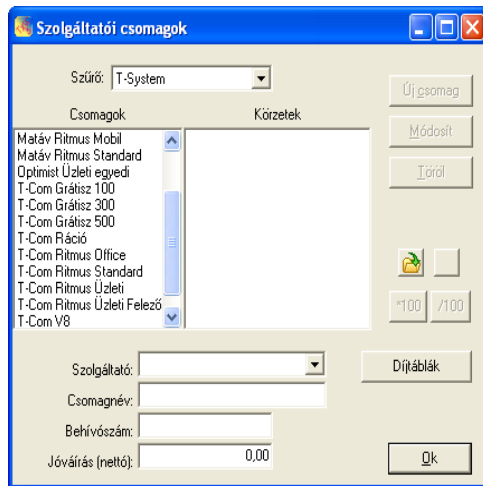 Szolgáltatói csomagok
Szűrő: T-System
Új csomag
Csomagok Körzetek
Módosít
Matáv Ritmus Mobil
Matáv Ritmus Standard
Optimist Üzleti egyedi
Töröl
T-Com Grátisz 100
T-Com Grátisz 300
T-Com Grátisz 500
T-Com Ráció
T-Com Ritmus Office
T-Com Ritmus Standard
T-Com Ritmus Üzleti
T-Com Ritmus Üzleti Felező
*100 /100
T-Com V8
Szolgáltató:
Díjtáblák
Csomagnév:
Behívószám:
Jóváírás (nettó): 0,00
Ok